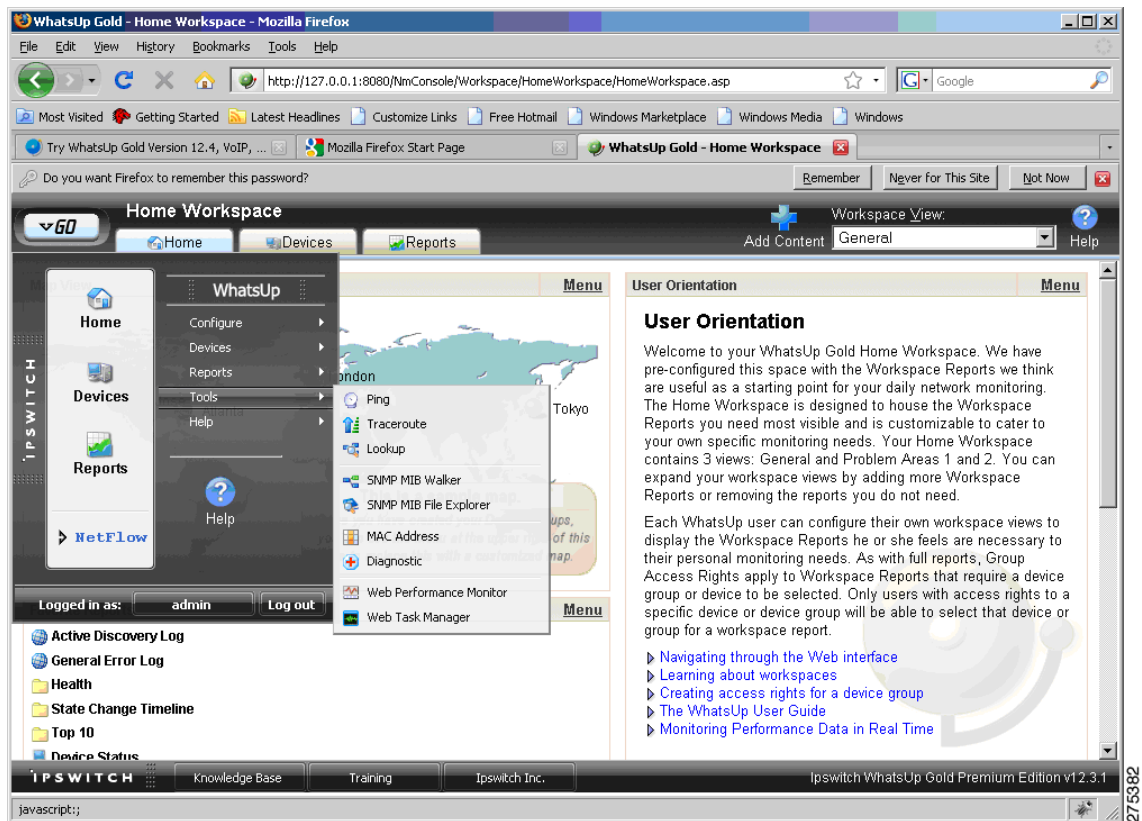 WhatsUp Gold - Home Workspace - Mozilla Firefox
File Edit View History Bookmarks Tools Help
http://127.0.0.1:8080/NmConsole/Workspace/HomeWorkspace/HomeWorkspace.asp
G Google
Most Visited Getting Started Latest Headlines Customize Links Free Hotmail Windows Marketplace Windows Media Windows
Try WhatsUp Gold Version 12.4, VoIP, ... Mozilla Firefox Start Page WhatsUp Gold - Home Workspace
Do you want Firefox to remember this password? Remember Never for This Site Not Now
GO Home Workspace
Home Devices Reports
Add Content Workspace View: General Help
IPSWITCH
Home
Devices
Reports
NetFlow
WhatsUp
Configure
Devices
Reports
Tools
Help
Help
Logged in as: admin Log out
Ping
Traceroute
Lookup
SNMP MIB Walker
SNMP MIB File Explorer
MAC Address
Diagnostic
Web Performance Monitor
Web Task Manager
Menu
Tokyo
ups,
of this
map.
Menu
Active Discovery Log
General Error Log
Health
State Change Timeline
Top 10
Device Status
User Orientation Menu
User Orientation
Welcome to your WhatsUp Gold Home Workspace. We have
pre-configured this space with the Workspace Reports we think
are useful as a starting point for your daily network monitoring.
The Home Workspace is designed to house the Workspace
Reports you need most visible and is customizable to cater to
your own specific monitoring needs. Your Home Workspace
contains 3 views: General and Problem Areas 1 and 2. You can
expand your workspace views by adding more Workspace
Reports or removing the reports you do not need.
Each WhatsUp user can configure their own workspace views to
display the Workspace Reports he or she feels are necessary to
their personal monitoring needs. As with full reports, Group
Access Rights apply to Workspace Reports that require a device
group or device to be selected. Only users with access rights to a
specific device or device group will be able to select that device or
group for a workspace report.
Navigating through the Web interface
Learning about workspaces
Creating access rights for a device group
The WhatsUp User Guide
Monitoring Performance Data in Real Time
IPSWITCH Knowledge Base Training Ipswitch Inc. Ipswitch WhatsUp Gold Premium Edition v12.3.1
javascript:;
275382